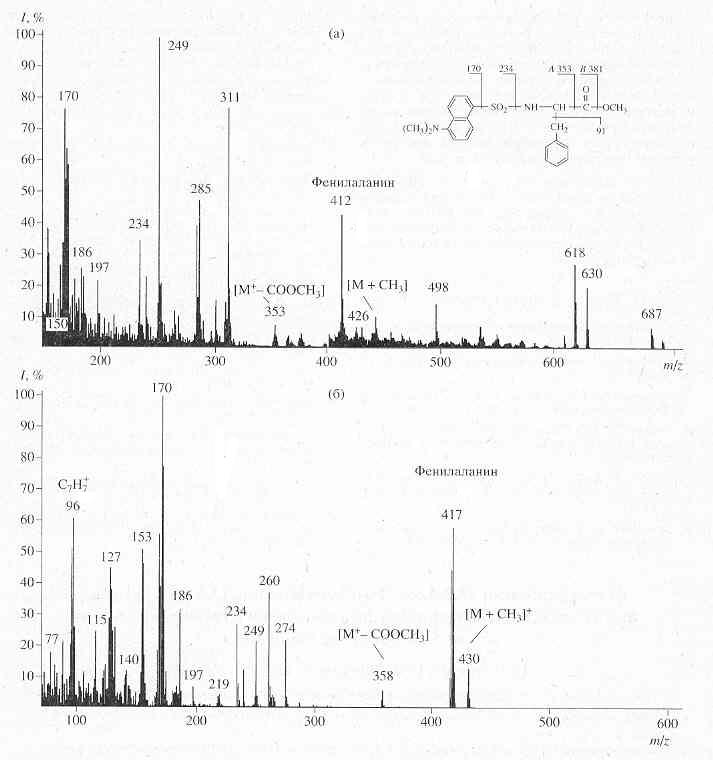 I, %
(а)
100
90
80
70
60
50
40
30
20
10
249
170
311
285
234
186
197
150
Фенилаланин
412
[M⁺– COOCH₃]
353
[M + CH₃]
426
498
618
630
687
200
300
400
500
600
m/z
170
234
A 353
B 381
O
SO₂
NH
CH
C
OCH₃
CH₂
91
(CH₃)₂N
I, %
(б)
100
90
80
70
60
50
40
30
20
10
170
C₇H₇⁺
96
77
115
127
140
153
186
197
219
234
249
260
274
Фенилаланин
417
[M⁺– COOCH₃]
358
[M + CH₃]⁺
430
100
200
300
400
500
600
m/z